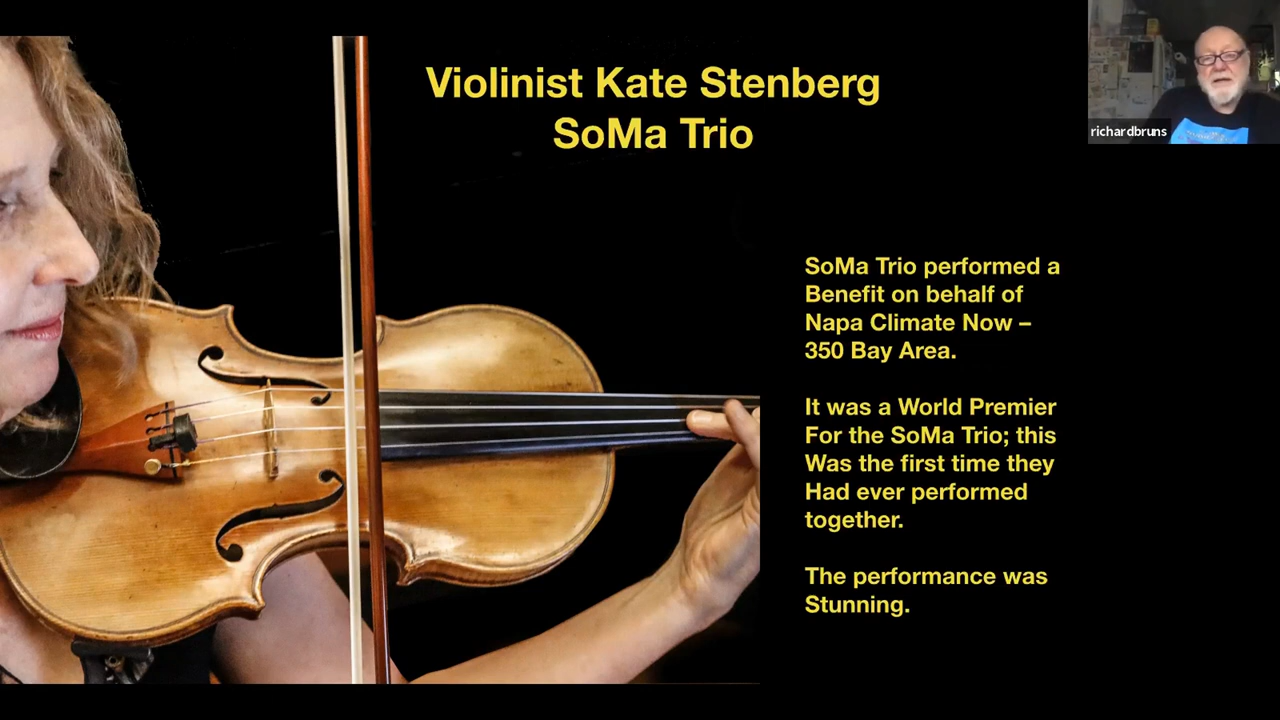 Violinist Kate Stenberg
SoMa Trio
richardbruns
SoMa Trio performed a
Benefit on behalf of
Napa Climate Now –
350 Bay Area.
It was a World Premier
For the SoMa Trio; this
Was the first time they
Had ever performed
together.
The performance was
Stunning.